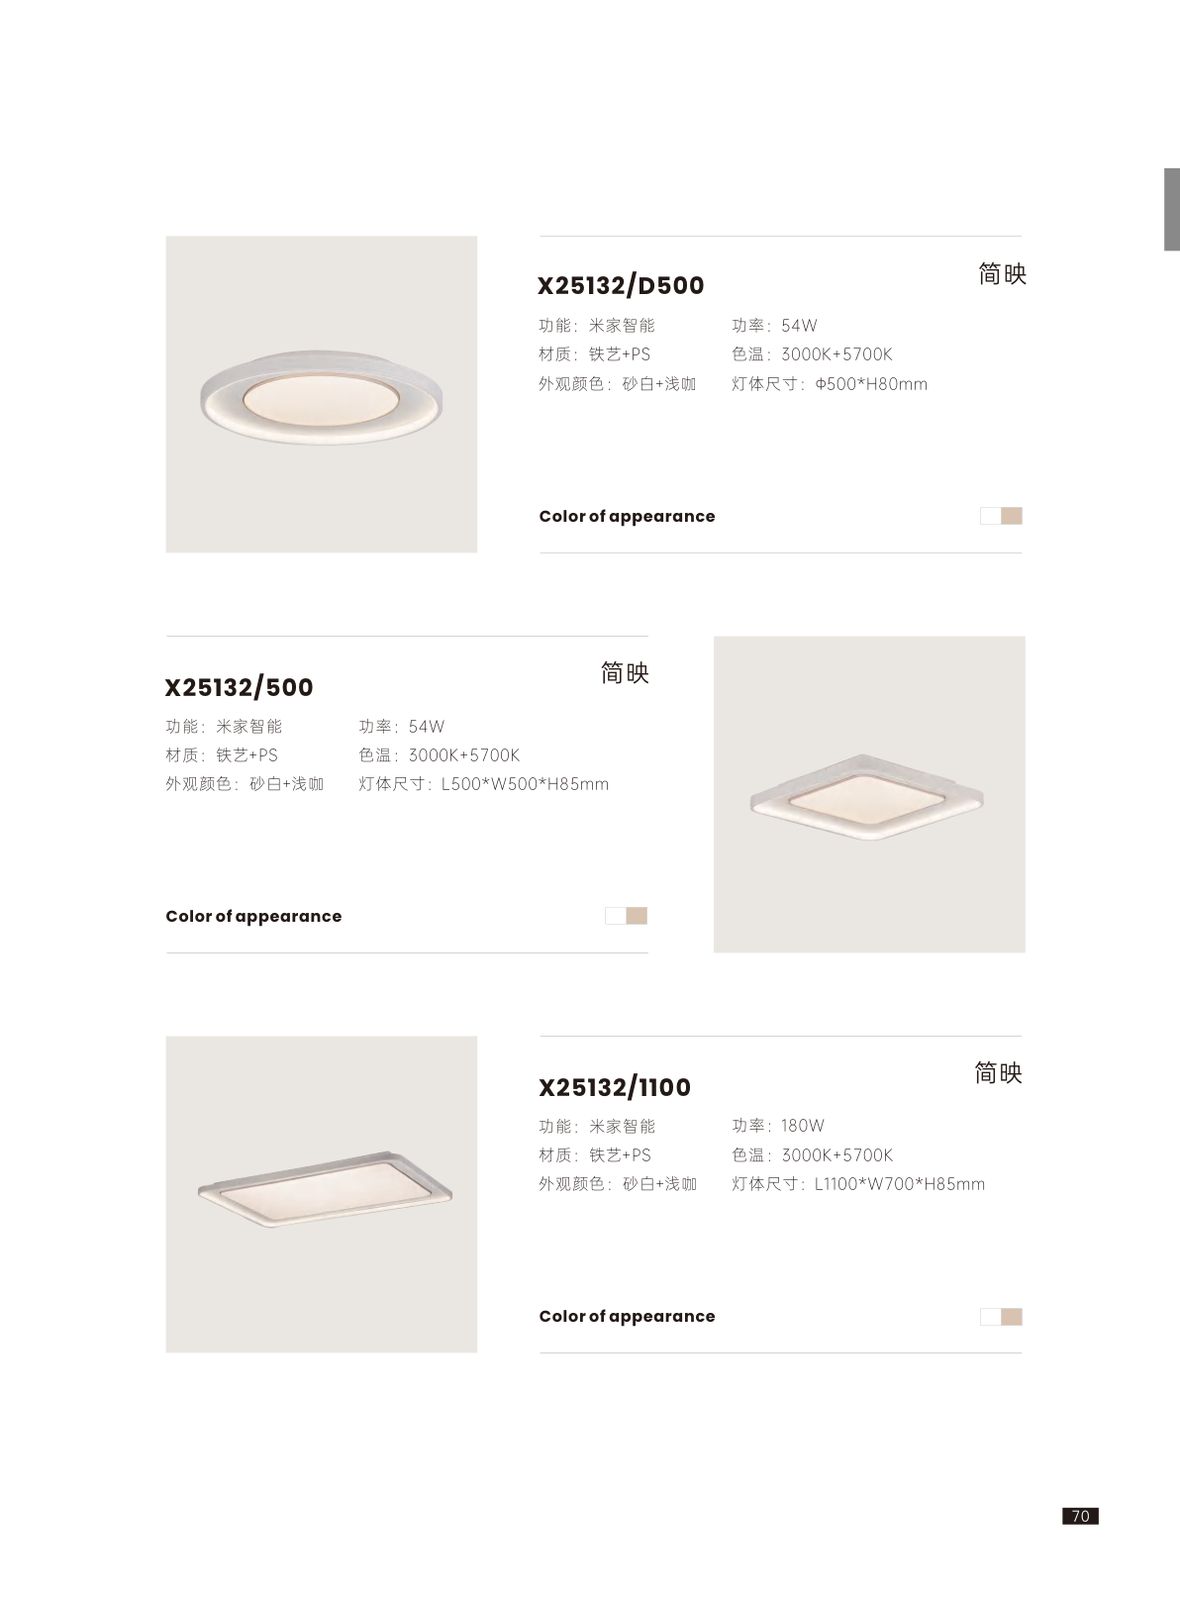 X25132/D500
简映
功能：米家智能
功率：54W
材质：铁艺+PS
色温：3000K+5700K
外观颜色：砂白+浅咖
灯体尺寸：Φ500*H80mm
Color of appearance
X25132/500
简映
功能：米家智能
功率：54W
材质：铁艺+PS
色温：3000K+5700K
外观颜色：砂白+浅咖
灯体尺寸：L500*W500*H85mm
Color of appearance
X25132/1100
简映
功能：米家智能
功率：180W
材质：铁艺+PS
色温：3000K+5700K
外观颜色：砂白+浅咖
灯体尺寸：L1100*W700*H85mm
Color of appearance
70